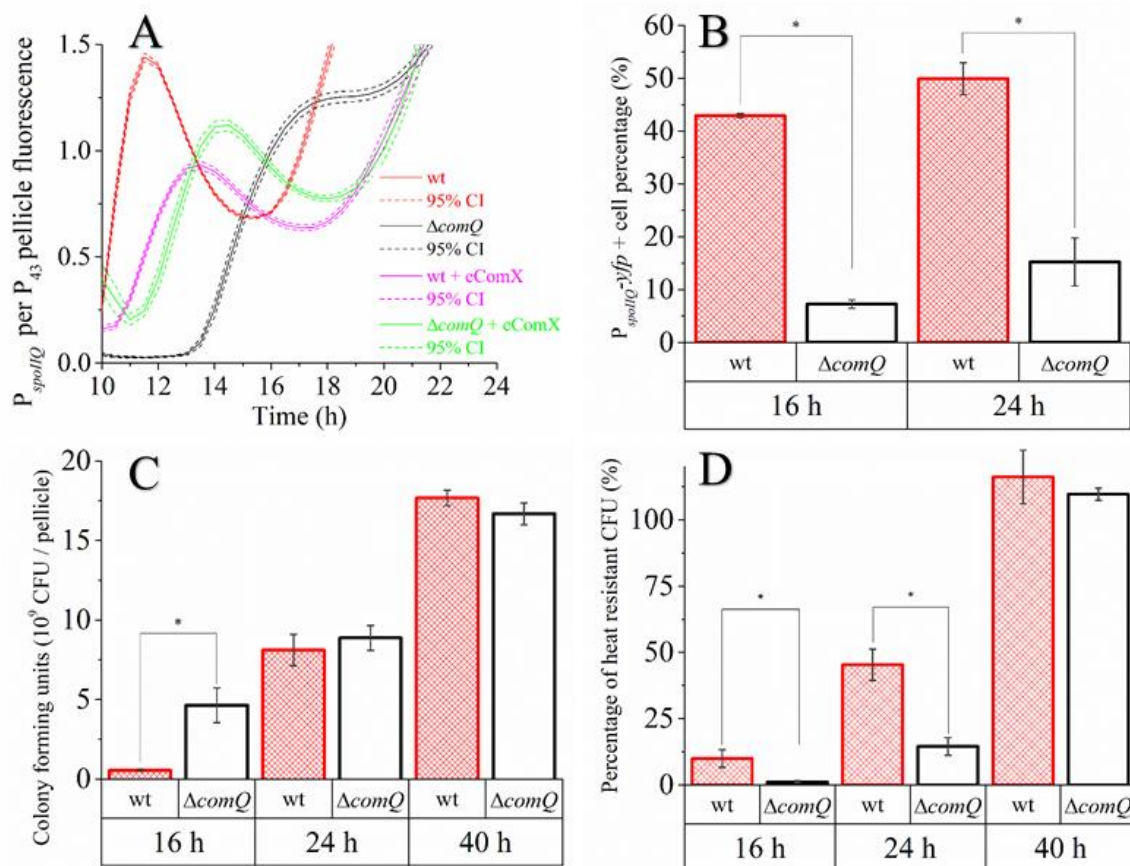 A
P spoIIQ per P 43 pellicle fluorescence
1.5
1.0
0.5
0.0
wt
95% CI
ΔcomQ
95% CI
wt + eComX
95% CI
ΔcomQ + eComX
95% CI
10 12 14 16 18 20 22 24
Time (h)
B
P spoIIQ-yfp + cell percentage (%)
60
50
40
30
20
10
0
* *
wt ΔcomQ wt ΔcomQ
16 h 24 h
C
Colony forming units (10^9 CFU / pellicle)
20
15
10
5
0
*
wt ΔcomQ wt ΔcomQ wt ΔcomQ
16 h 24 h 40 h
D
Percentage of heat resistant CFU (%)
100
75
50
25
0
* *
wt ΔcomQ wt ΔcomQ wt ΔcomQ
16 h 24 h 40 h